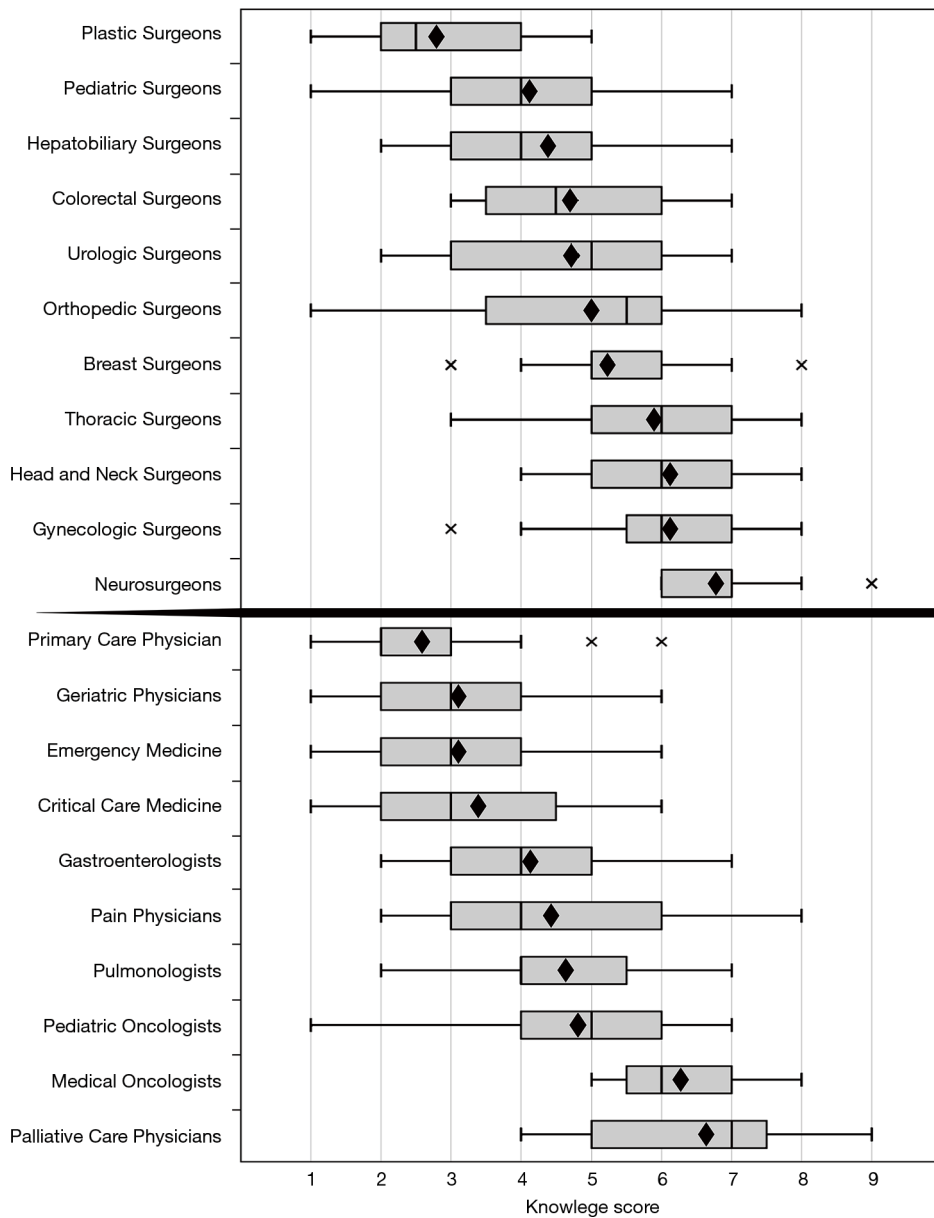 Plastic Surgeons
Pediatric Surgeons
Hepatobiliary Surgeons
Colorectal Surgeons
Urologic Surgeons
Orthopedic Surgeons
Breast Surgeons
Thoracic Surgeons
Head and Neck Surgeons
Gynecologic Surgeons
Neurosurgeons
Primary Care Physician
Geriatric Physicians
Emergency Medicine
Critical Care Medicine
Gastroenterologists
Pain Physicians
Pulmonologists
Pediatric Oncologists
Medical Oncologists
Palliative Care Physicians
1 2 3 4 5 6 7 8 9
Knowlege score